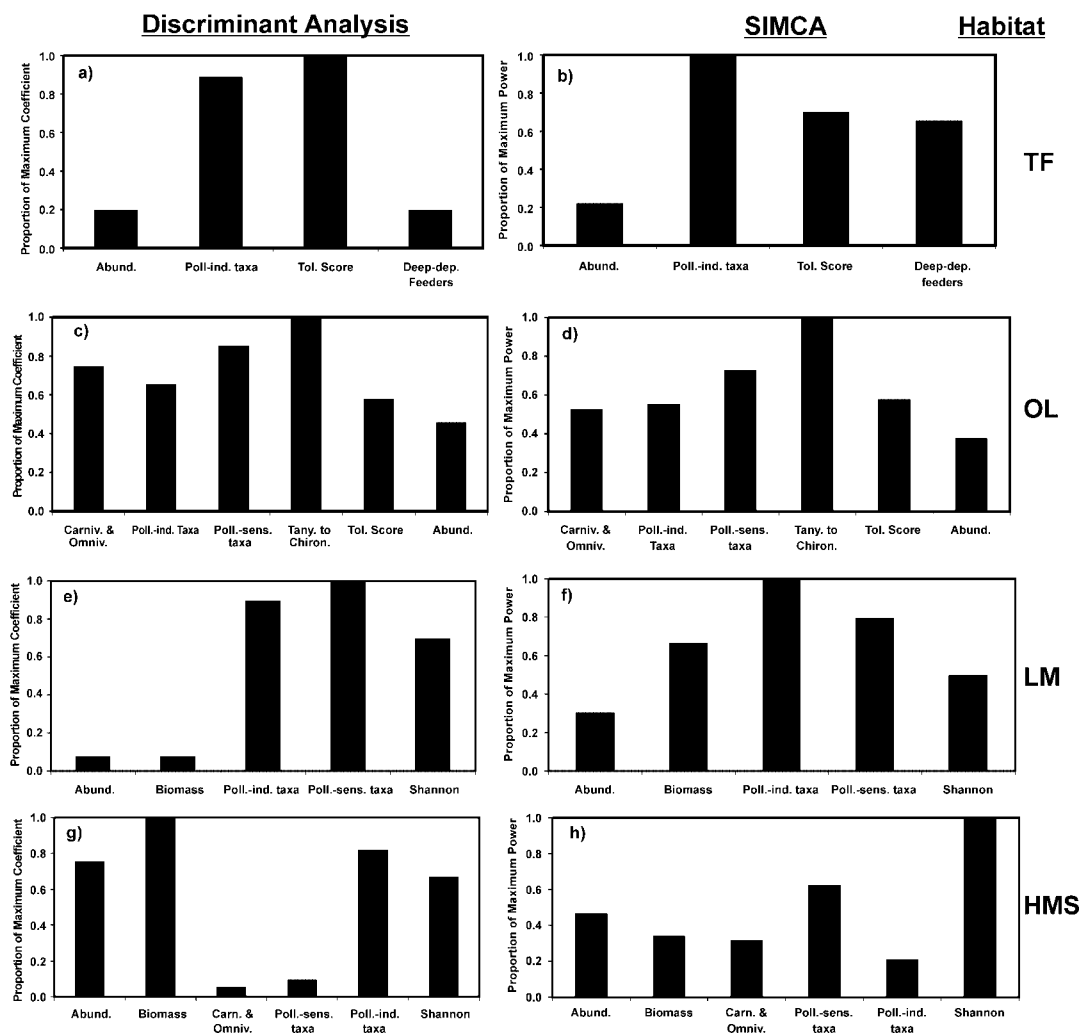 Discriminant Analysis
SIMCA
Habitat
a)
Proportion of Maximum Coefficient
1.0
0.8
0.6
0.4
0.2
0.0
Abund.
Poll-ind. taxa
Tol. Score
Deep-dep.
Feeders
b)
Proportion of Maximum Power
1.0
0.8
0.6
0.4
0.2
0.0
Abund.
Poll.-ind. taxa
Tol. Score
Deep-dep.
feeders
TF
c)
Proportion of Maximum Coefficient
1.0
0.8
0.6
0.4
0.2
0.0
Carniv. &
Omniv.
Poll.-ind. Taxa
Poll.-sens.
taxa
Tany. to
Chiron.
Tol. Score
Abund.
d)
Proportion of Maximum Power
1.0
0.8
0.6
0.4
0.2
0.0
Carniv. &
Omniv.
Poll.-ind.
Taxa
Poll.-sens.
taxa
Tany. to
Chiron.
Tol. Score
Abund.
OL
e)
Proportion of Maximum Coefficient
1.0
0.8
0.6
0.4
0.2
0.0
Abund.
Biomass
Poll.-ind. taxa
Poll.-sens. taxa
Shannon
f)
Proportion of Maximum Power
1.0
0.8
0.6
0.4
0.2
0.0
Abund.
Biomass
Poll.-ind. taxa
Poll.-sens. taxa
Shannon
LM
g)
Proportion of Maximum Coefficient
1.0
0.8
0.6
0.4
0.2
0.0
Abund.
Biomass
Carn. &
Omniv.
Poll.-sens.
taxa
Poll.-ind.
taxa
Shannon
h)
Proportion of Maximum Power
1.0
0.8
0.6
0.4
0.2
0.0
Abund.
Biomass
Carn. &
Omniv.
Poll.-sens.
taxa
Poll.-ind.
taxa
Shannon
HMS